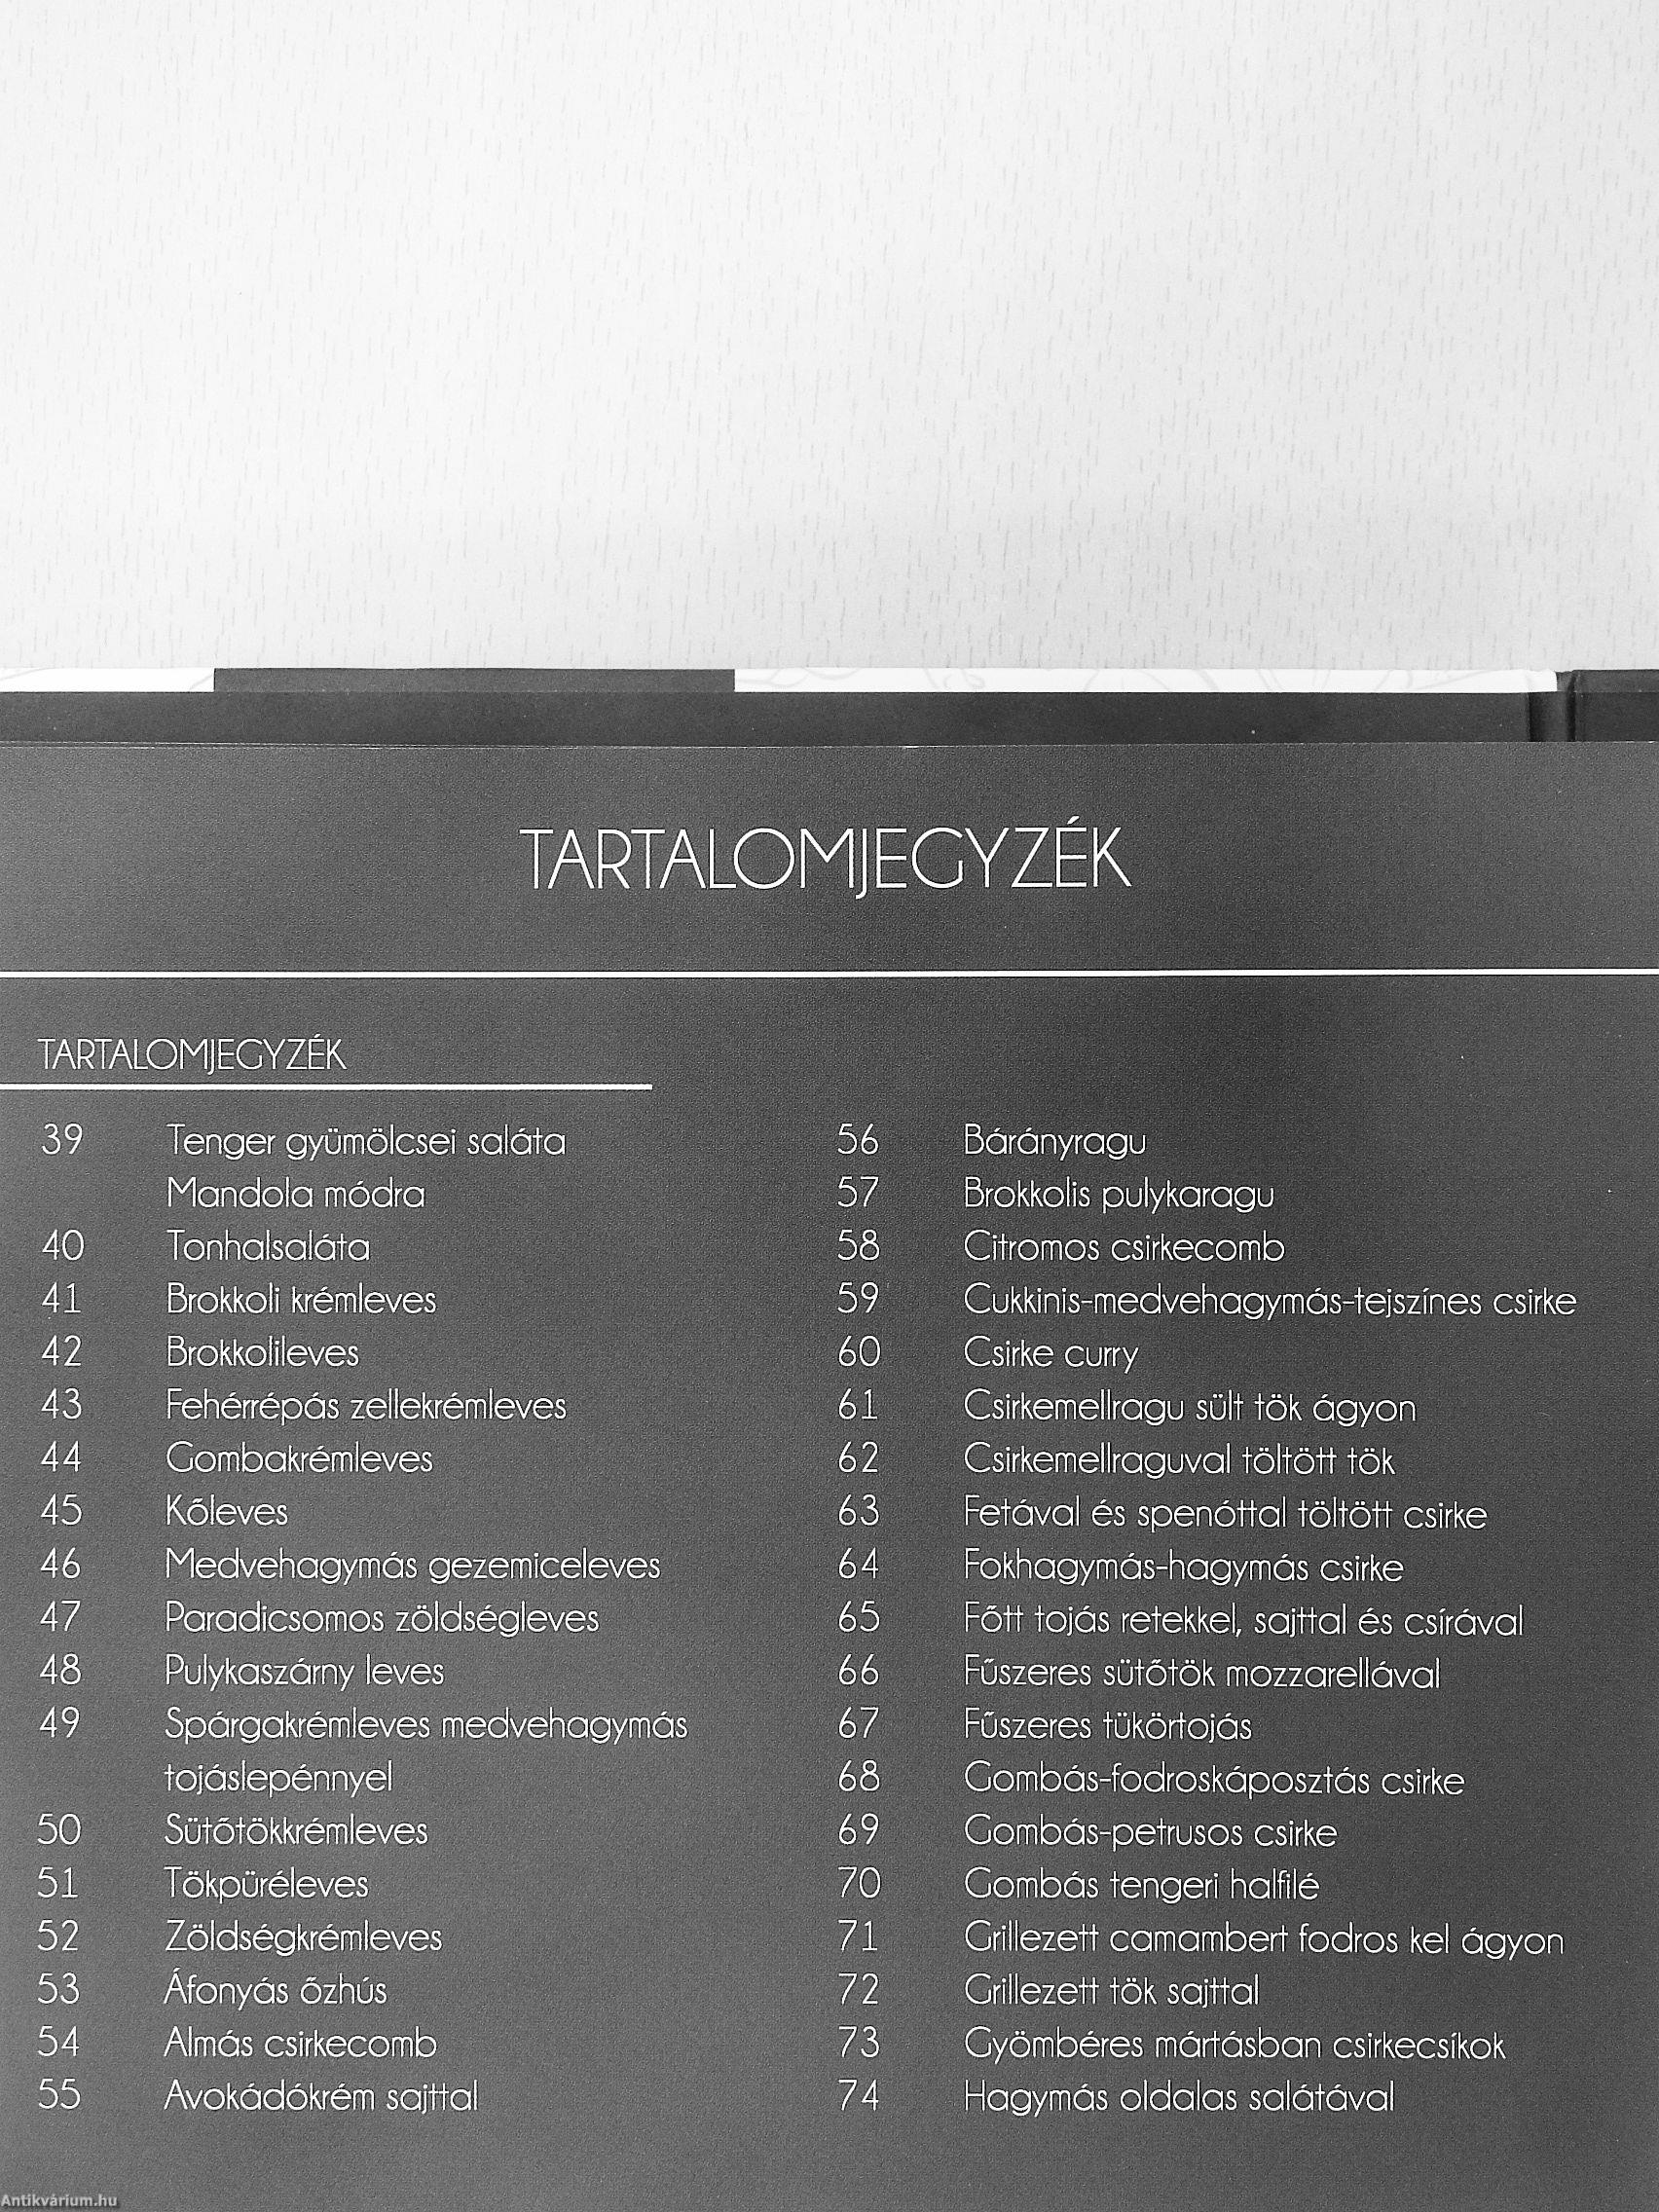 TARTALOMJEGYZÉK
TARTALOMJEGYZÉK
39 Tenger gyümölcsei saláta
Mandola módra
40 Tonhalsaláta
41 Brokkoli krémleves
42 Brokkolileves
43 Fehérrépás zellekrémleves
44 Gombakrémleves
45 Kőleves
46 Medvehagymás gezemiceleves
47 Paradicsomos zöldségleves
48 Pulykaszárny leves
49 Spárgakrémleves medvehagymás
tojáslepénnyel
50 Sütőtökkrémleves
51 Tökpüréleves
52 Zöldségkrémleves
53 Áfonyás őzhús
54 Almás csirkecomb
55 Avokádókrém sajttal
56 Bárányragu
57 Brokkolis pulykaragu
58 Citromos csirkecomb
59 Cukkinis-medvehagymás-tejszínes csirke
60 Csirke curry
61 Csirkemellragu sült tök ágyon
62 Csirkemellraguval töltött tök
63 Fetával és spenóttal töltött csirke
64 Fokhagymás-hagymás csirke
65 Főtt tojás retekkel, sajttal és csírával
66 Fűszeres sütőtök mozzarellával
67 Fűszeres tükörtojás
68 Gombás-fodroskáposztás csirke
69 Gombás-petrusos csirke
70 Gombás tengeri halfilé
71 Grillezett camambert fodros kel ágyon
72 Grillezett tök sajttal
73 Gyömbéres mártásban csirkecsíkok
74 Hagymás oldalas salátával
Antikvárium.hu